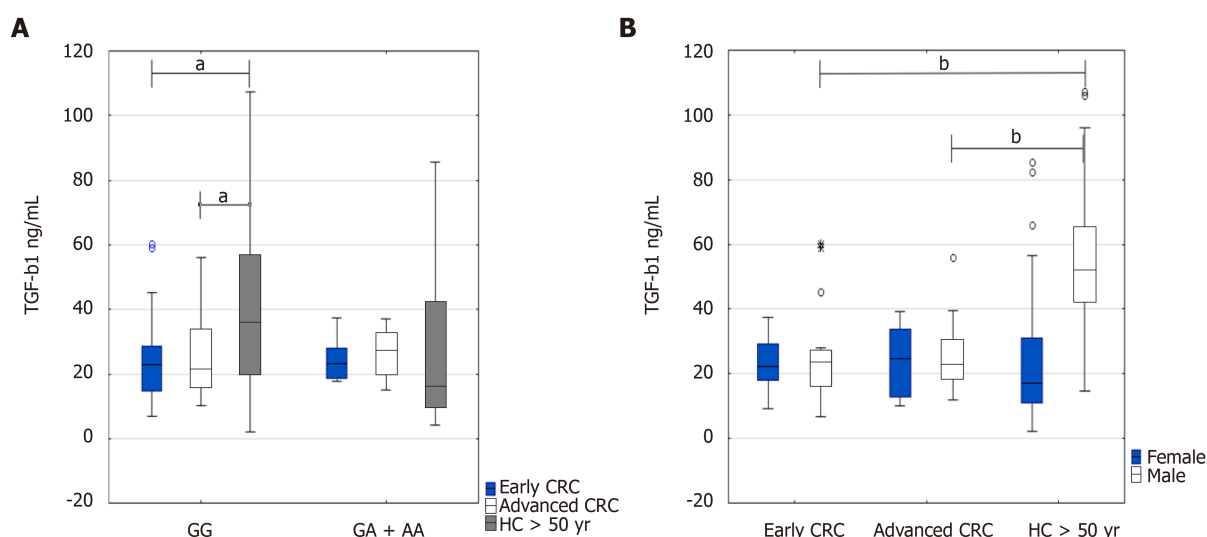 A
TGF-b1 ng/mL
120
100
80
60
40
20
0
-20
a
a
GG
GA + AA
Early CRC
Advanced CRC
HC > 50 yr
B
TGF-b1 ng/mL
120
100
80
60
40
20
0
-20
b
b
Early CRC
Advanced CRC
HC > 50 yr
Female
Male